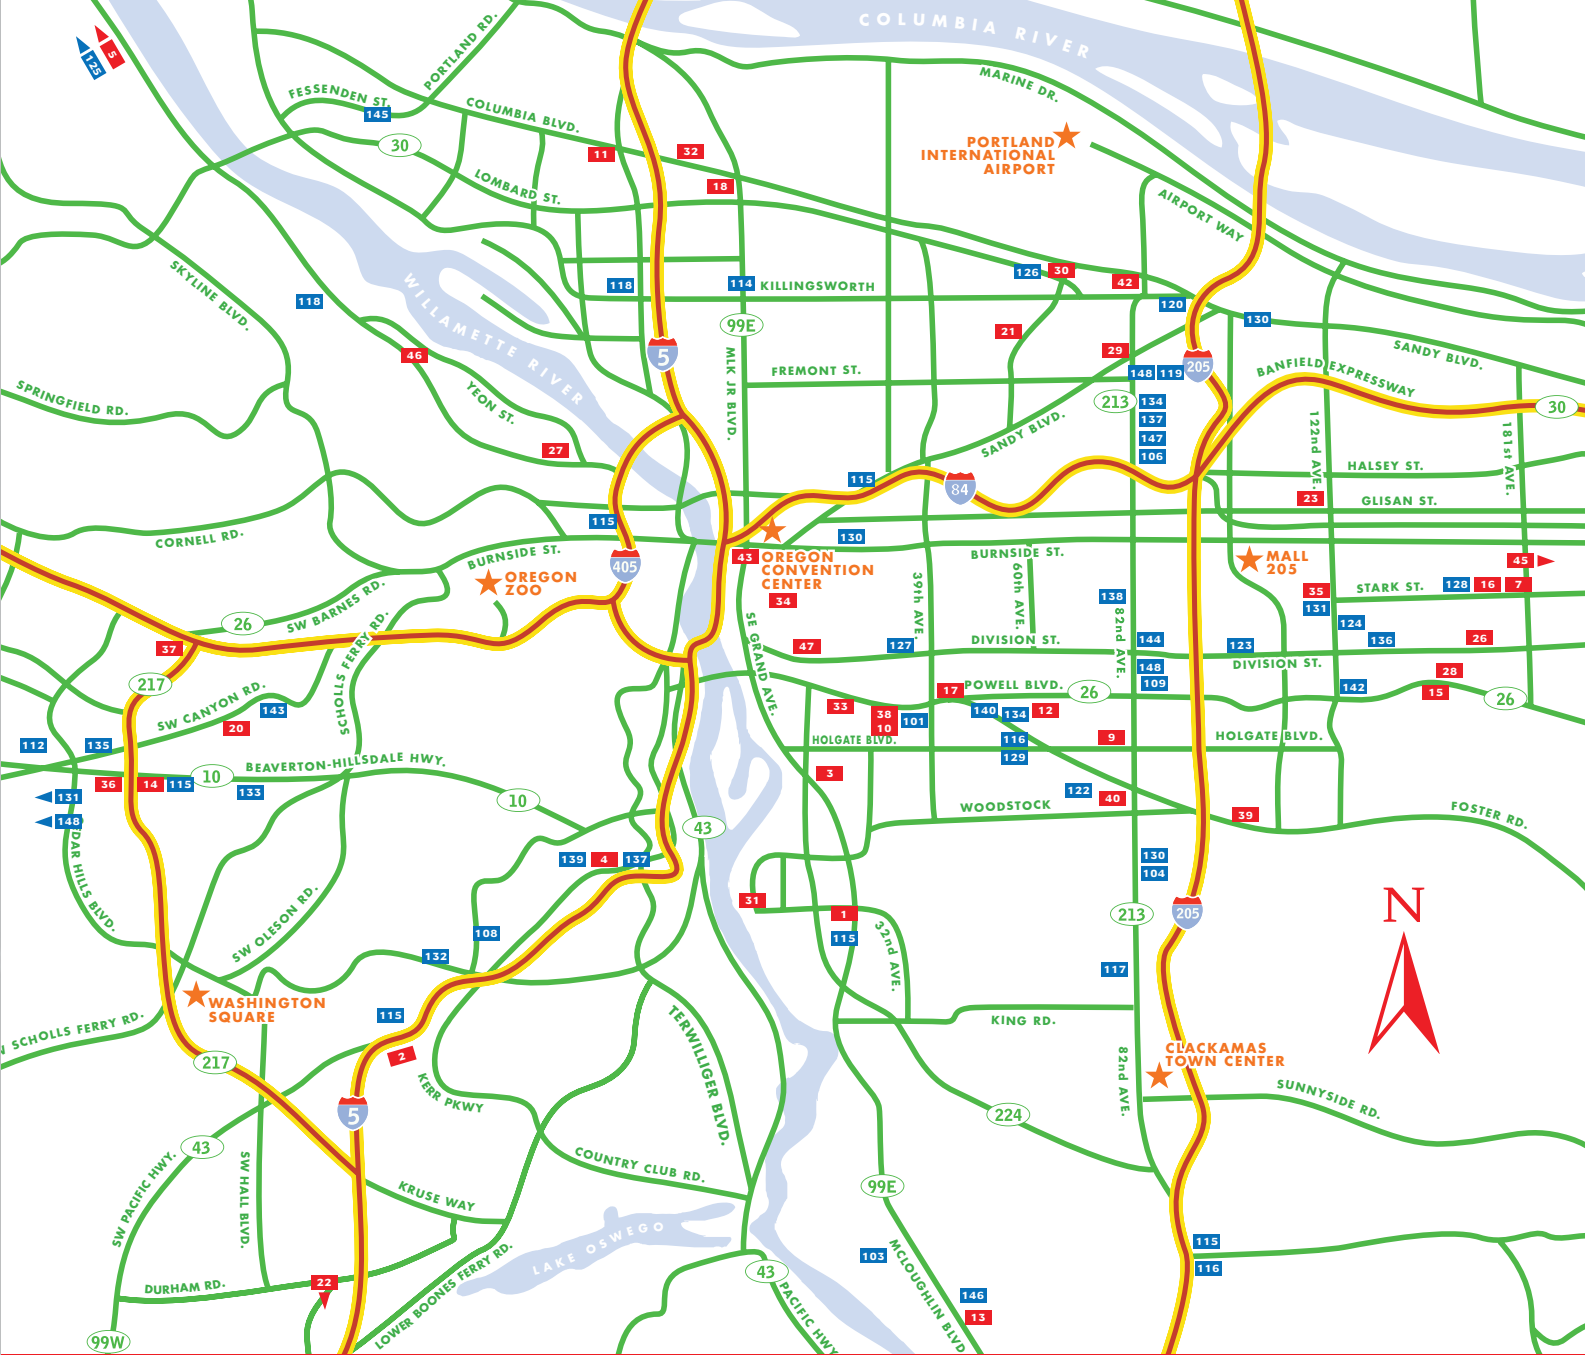 COLUMBIA RIVER
5
125
PORTLAND RD.
FESSENDEN ST.
145
COLUMBIA BLVD.
MARINE DR.
30
11
32
18
PORTLAND
INTERNATIONAL
AIRPORT
LOMBARD ST.
AIRPORT WAY
SKYLINE BLVD.
118
118
114
KILLINGSWORTH
126
30
42
120
130
WILLAMETTE RIVER
99E
21
5
46
MLK JR BLVD.
FREMONT ST.
29
148
119
205
SANDY BLVD.
BANFIELD EXPRESSWAY
SPRINGFIELD RD.
YEON ST.
213
134
137
147
106
30
SANDY BLVD.
122nd AVE.
181st AVE.
27
HALSEY ST.
115
84
23
GLISAN ST.
115
CORNELL RD.
130
BURNSIDE ST.
43
OREGON
CONVENTION
CENTER
BURNSIDE ST.
MALL
205
45
405
OREGON
ZOO
39th AVE.
60th AVE.
34
138
35
131
STARK ST.
128
16
7
SW BARNES RD.
26
SE GRAND AVE.
82nd AVE.
124
SCHOLLS FERRY RD.
37
47
127
DIVISION ST.
144
123
136
26
DIVISION ST.
148
109
28
217
17
POWELL BLVD.
26
142
15
26
SW CANYON RD.
143
20
33
38
10
101
140
134
12
112
135
HOLGATE BLVD.
116
129
9
HOLGATE BLVD.
BEAVERTON-HILLSDALE HWY.
36
14
115
10
133
3
131
148
10
122
40
WOODSTOCK
39
FOSTER RD.
43
DAR HILLS BLVD.
139
4
137
130
104
SW OLESON RD.
31
1
115
213
205
N
108
132
32nd AVE.
117
WASHINGTON
SQUARE
SCHOLLS FERRY RD.
115
2
TERWILLIGER BLVD.
KING RD.
217
KERR PKWY
CLACKAMAS
TOWN CENTER
82nd AVE.
SUNNYSIDE RD.
5
224
43
SW PACIFIC HWY.
SW HALL BLVD.
COUNTRY CLUB RD.
KRUSE WAY
99E
LAKE OSWEGO
LOWER BOONES FERRY RD.
103
MCLOUGHLIN BLVD
115
116
DURHAM RD.
22
43
PACIFIC HWY
146
13
99W